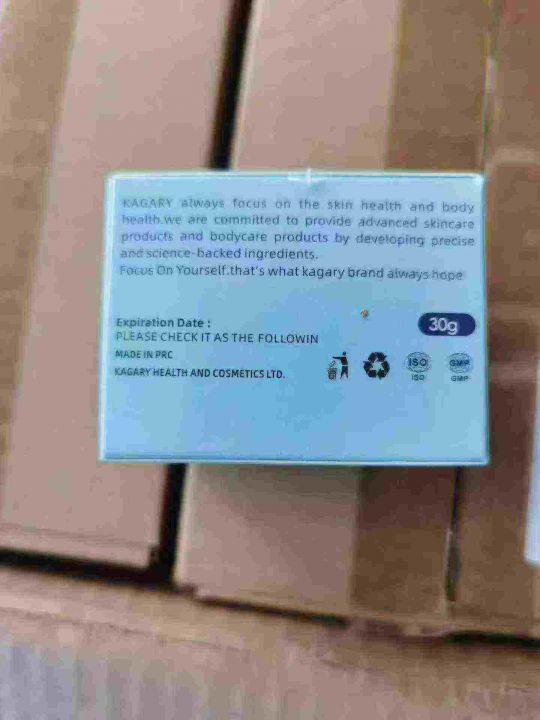 KAGARY always focus on the skin health and body
health.we are committed to provide advanced skincare
products and bodycare products by developing precise
and science-backed ingredients.
Focus On Yourself.that's what kagary brand always hope
30g
Expiration Date :
PLEASE CHECK IT AS THE FOLLOWIN
MADE IN PRC
KAGARY HEALTH AND COSMETICS LTD.
ISO
ISO
GMP
GMP